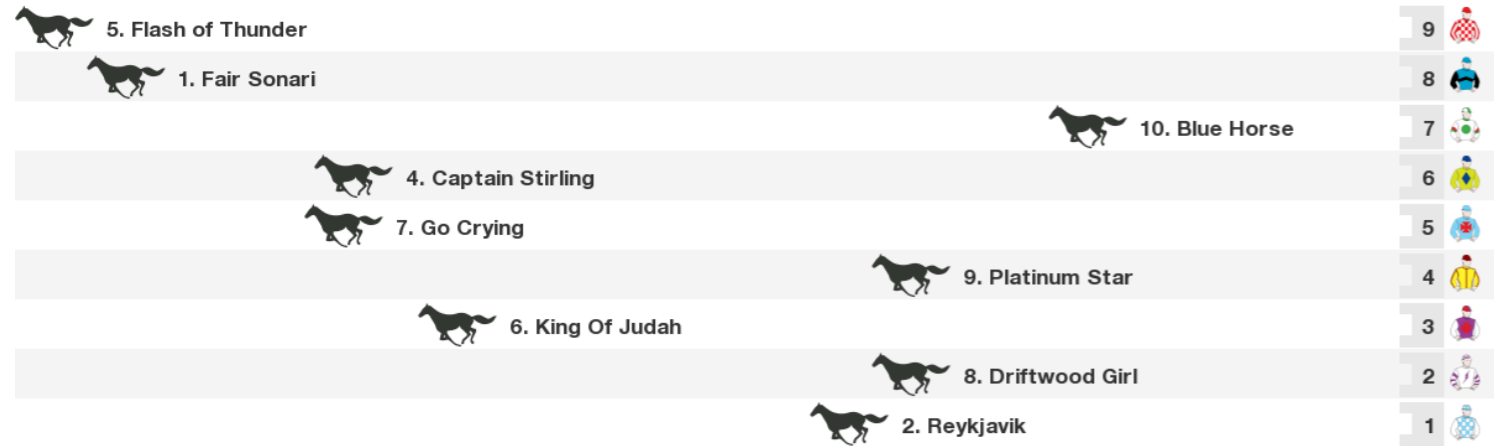 5. Flash of Thunder 9
1. Fair Sonari 8
10. Blue Horse 7
4. Captain Stirling 6
7. Go Crying 5
9. Platinum Star 4
6. King Of Judah 3
8. Driftwood Girl 2
2. Reykjavik 1